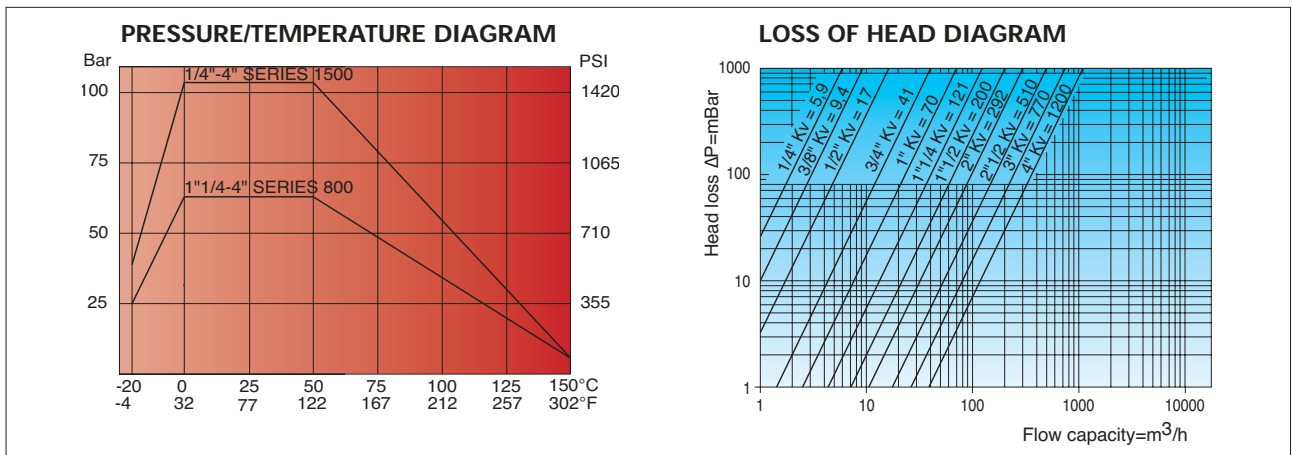 PRESSURE/TEMPERATURE DIAGRAM
Bar
PSI
1/4"-4" SERIES 1500
100
1420
75
1065
1"1/4-4" SERIES 800
50
710
25
355
-20 0 25 50 75 100 125 150°C
-4 32 77 122 167 212 257 302°F
LOSS OF HEAD DIAGRAM
Head loss ΔP=mBar
1000
100
10
1
1/4" Kv = 5,9
3/8" Kv = 9,4
1/2" Kv = 17
3/4" Kv = 41
1" Kv = 70
1"1/4 Kv = 121
1"1/2 Kv = 200
2" Kv = 292
2"1/2 Kv = 510
3" Kv = 770
4" Kv = 1200
1 10 100 1000 10000
Flow capacity=m³/h